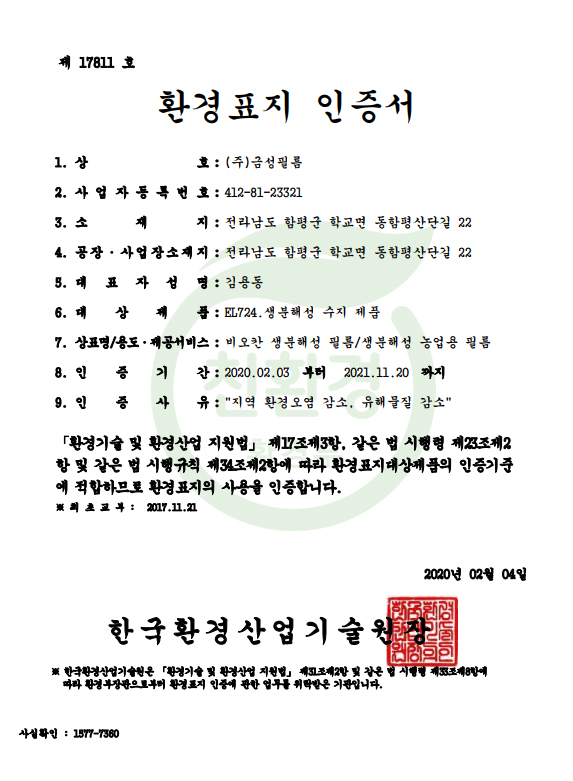 제 17811 호
환경표지 인증서
1. 상 호 : (주)금성필름
2. 사 업 자 등 록 번 호 : 412-81-23321
3. 소 재 지 : 전라남도 함평군 학교면 동함평산단길 22
4. 공장 · 사업장소재지 : 전라남도 함평군 학교면 동함평산단길 22
5. 대 표 자 성 명 : 김용동
6. 대 상 제 품 : EL724.생분해성 수지 제품
7. 상표명/용도 · 제공서비스 : 비오찬 생분해성 필름/생분해성 농업용 필름
8. 인 증 기 간 : 2020.02.03 부터 2021.11.20 까지
9. 인 증 사 유 : "지역 환경오염 감소, 유해물질 감소"
친환경
환경부
「환경기술 및 환경산업 지원법」 제17조제3항, 같은 법 시행령 제23조제2
항 및 같은 법 시행규칙 제34조제2항에 따라 환경표지대상제품의 인증기준
에 적합하므로 환경표지의 사용을 인증합니다.
※ 최 초 교 부 : 2017.11.21
2020년 02월 04일
한국환경산업기술원장
※ 한국환경산업기술원은 「환경기술 및 환경산업 지원법」 제31조제2항 및 같은 법 시행령 제33조제8항에
따라 환경부장관으로부터 환경표지 인증에 관한 업무를 위탁받은 기관입니다.
사실확인 : 1577-7360